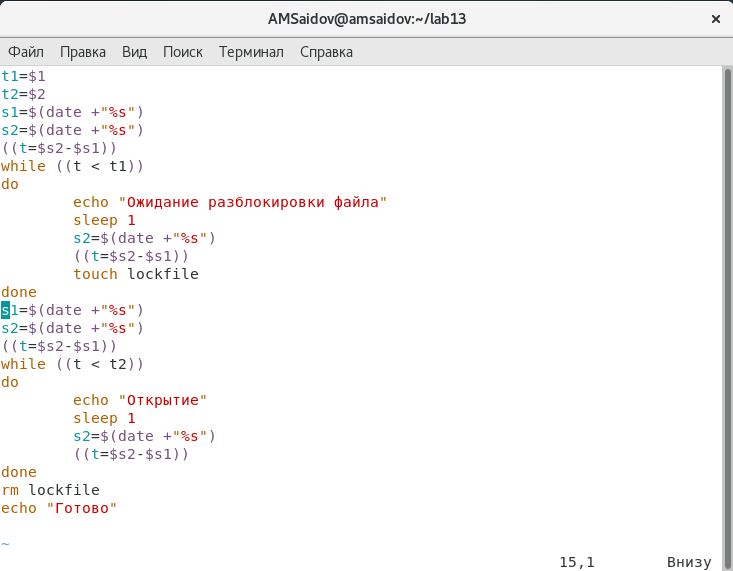 AMSaidov@amsaidov:~/lab13
Файл Правка Вид Поиск Терминал Справка
t1=$1
t2=$2
s1=$(date +"%s")
s2=$(date +"%s")
((t=$s2-$s1))
while ((t < t1))
do
        echo "Ожидание разблокировки файла"
        sleep 1
        s2=$(date +"%s")
        ((t=$s2-$s1))
        touch lockfile
done
s1=$(date +"%s")
s2=$(date +"%s")
((t=$s2-$s1))
while ((t < t2))
do
        echo "Открытие"
        sleep 1
        s2=$(date +"%s")
        ((t=$s2-$s1))
done
rm lockfile
echo "Готово"
~
15,1 Внизу